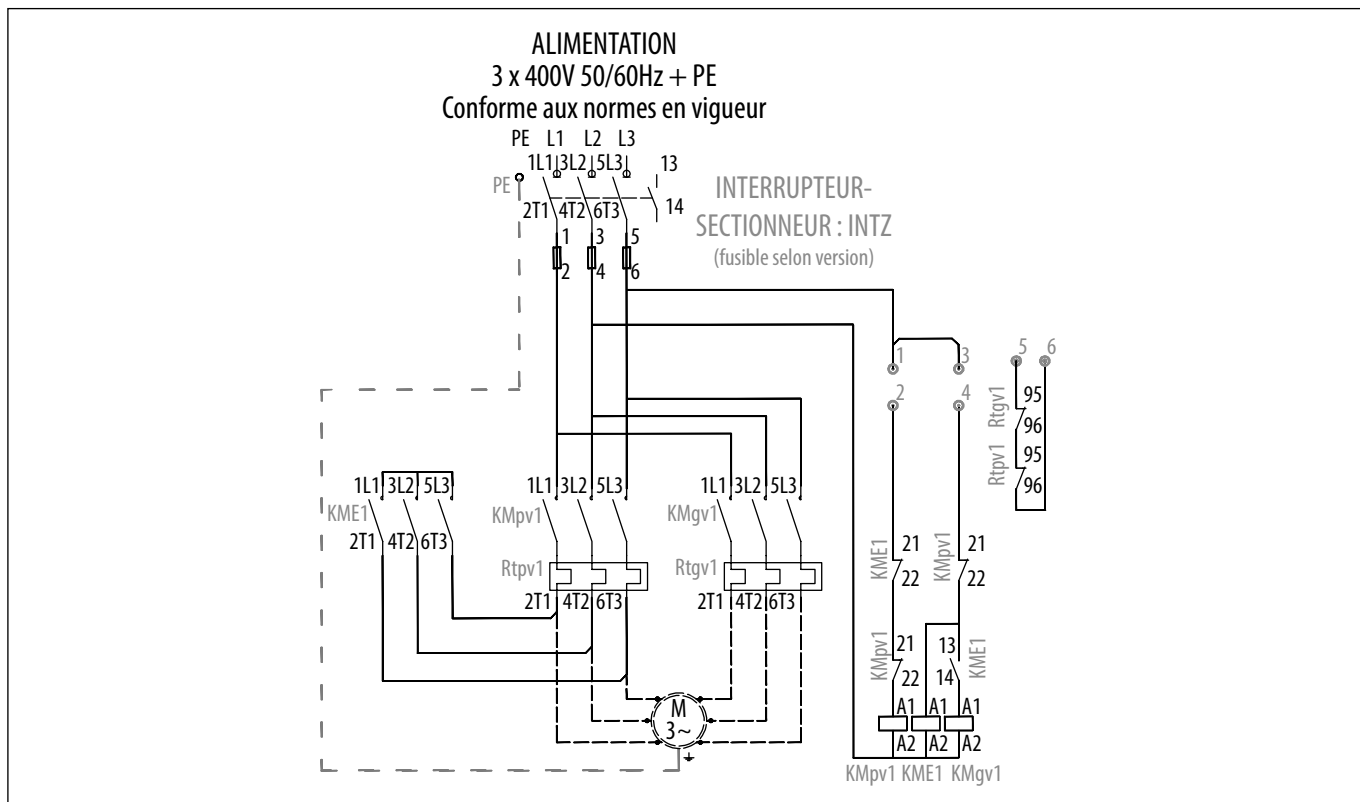 ALIMENTATION
3 x 400V 50/60Hz + PE
Conforme aux normes en vigueur
PE L1 L2 L3
1L1 3L2 5L3 13
PE
2T1 4T2 6T3 14
INTERRUPTEUR-
SECTIONNEUR : INTZ
(fusible selon version)
1 3 5
2 4 6
1 3 5 6
2 4
Rtgv1 95
96
Rtpv1 95
96
1L1 3L2 5L3
KME1
2T1 4T2 6T3
1L1 3L2 5L3
KMpv1
Rtpv1
2T1 4T2 6T3
1L1 3L2 5L3
KMgv1
Rtgv1
2T1 4T2 6T3
KME1 21
22
KMpv1 21
22
KMpv1 21
22
13 KME1
14
M
3~
A1 A1 A1
A2 A2 A2
KMpv1 KME1 KMgv1